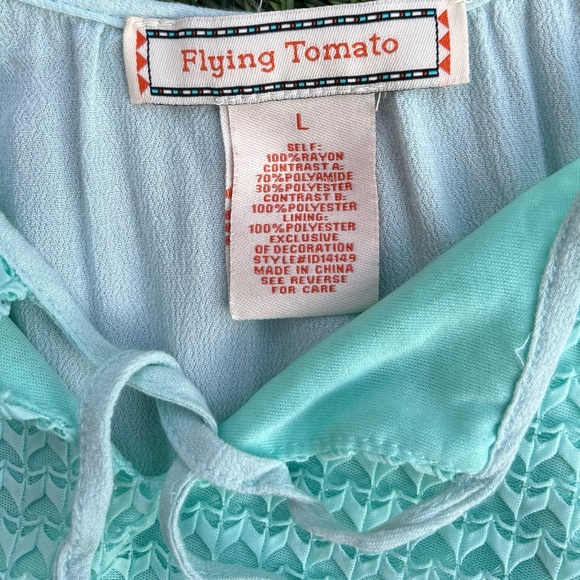 Flying Tomato
L
SELF:
100%RAYON
CONTRAST A:
70%POLYAMIDE
30%POLYESTER
CONTRAST B:
100%POLYESTER
LINING:
100%POLYESTER
EXCLUSIVE
OF DECORATION
STYLE#ID14149
MADE IN CHINA
SEE REVERSE
FOR CARE